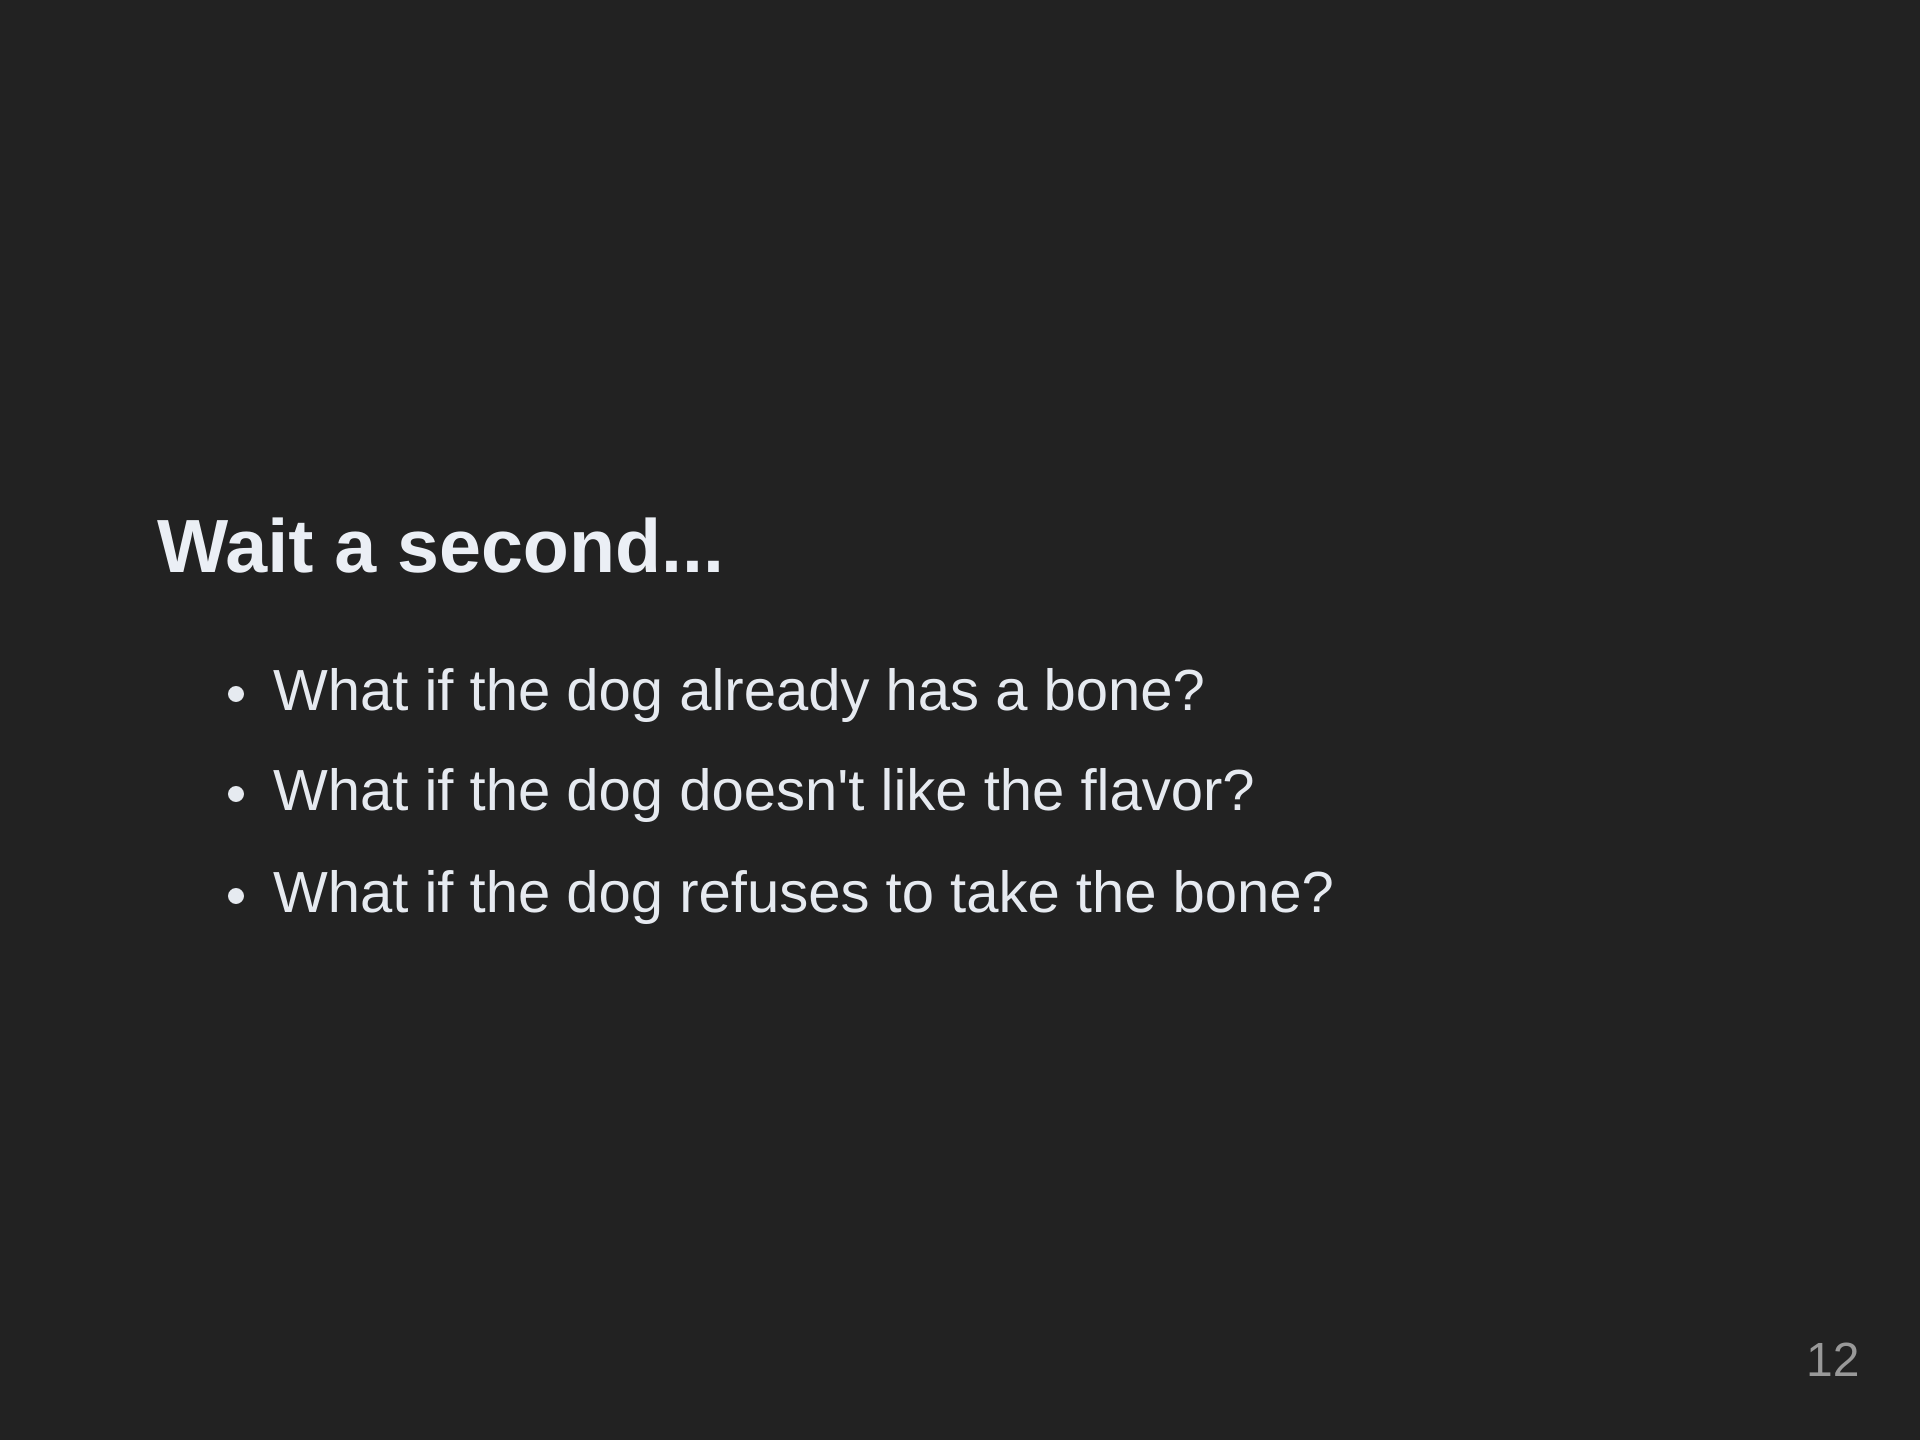 Wait a second...
• What if the dog already has a bone?
• What if the dog doesn't like the flavor?
• What if the dog refuses to take the bone?
12